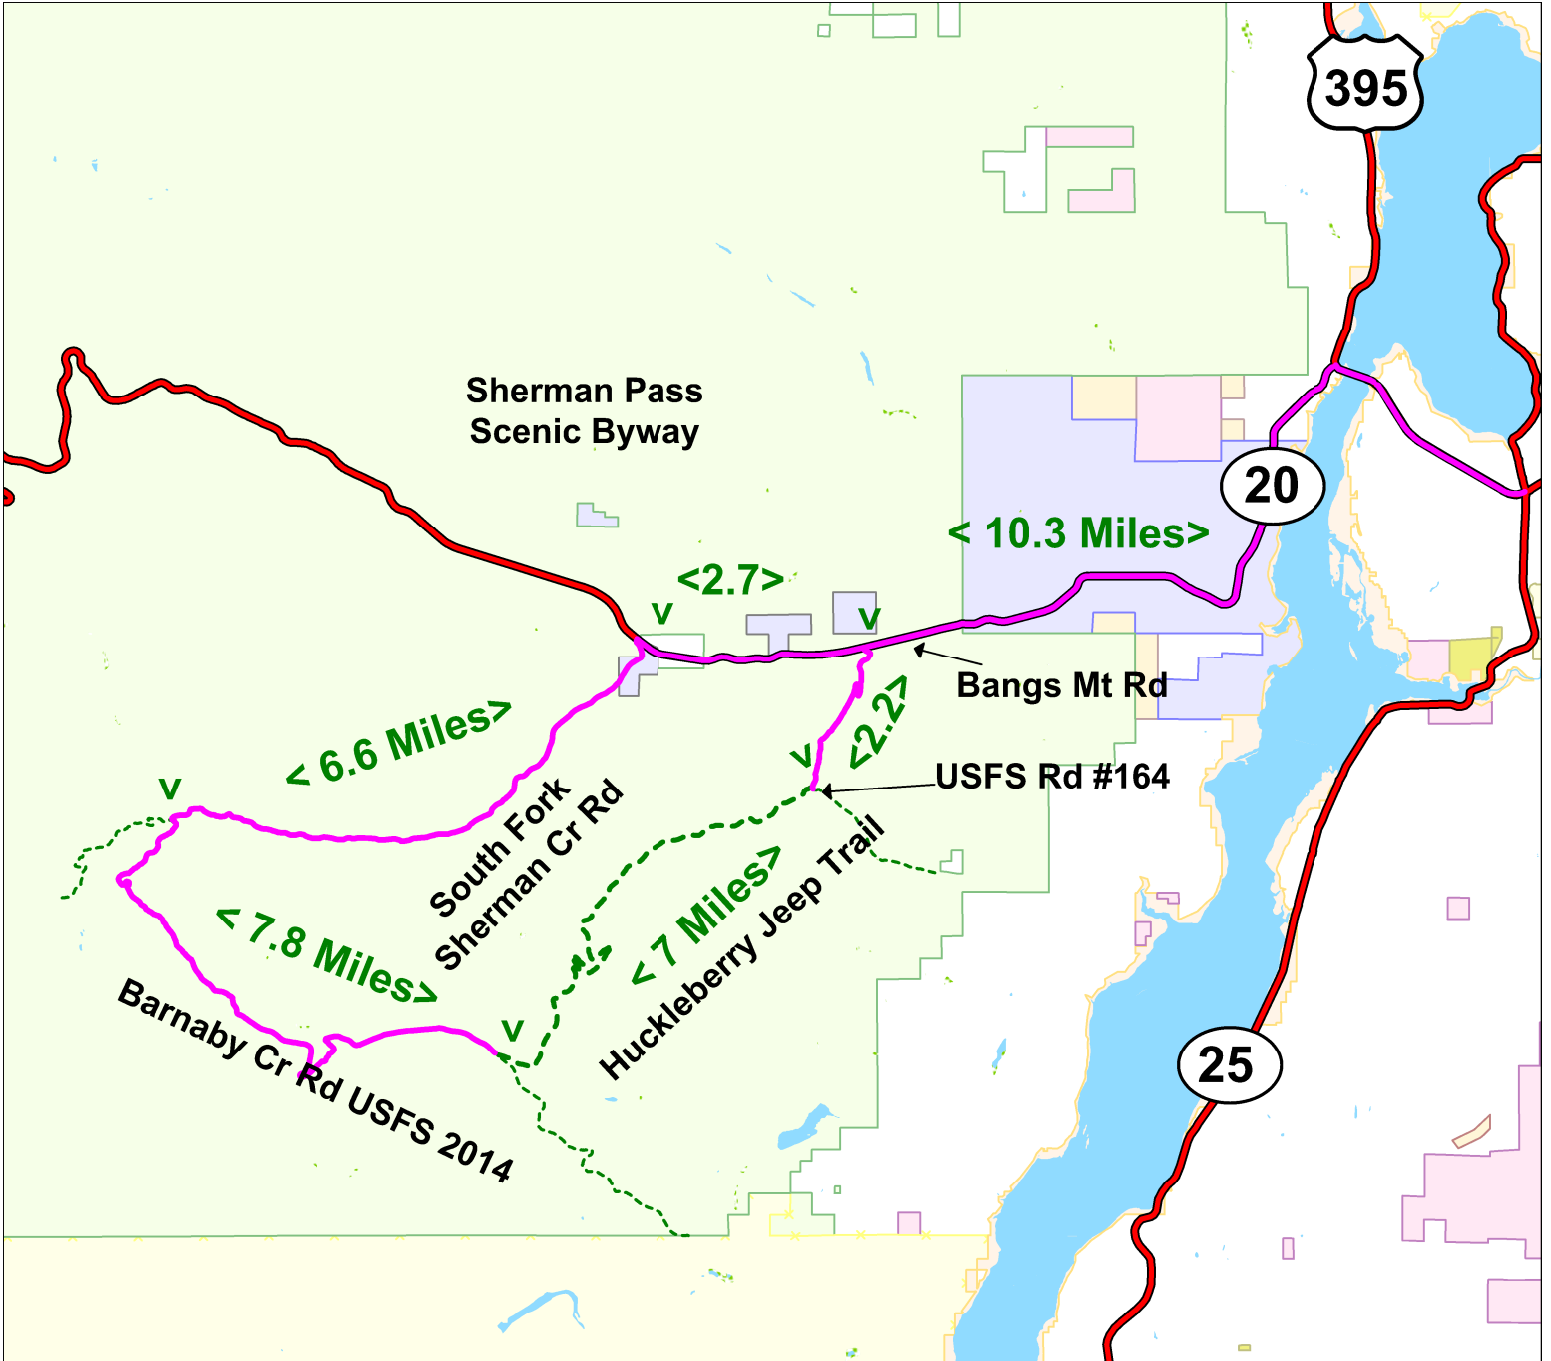 395
Sherman Pass
Scenic Byway
20
< 10.3 Miles>
<2.7>
v
v
Bangs Mt Rd
<2.2>
< 6.6 Miles>
v
v
USFS Rd #164
South Fork
Sherman Cr Rd
< 7 Miles>
Huckleberry Jeep Trail
< 7.8 Miles>
Barnaby Cr Rd USFS 2014
v
25